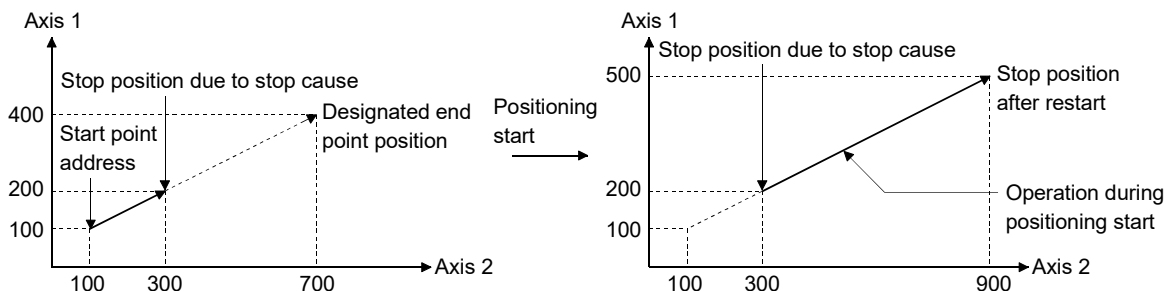 Axis 1
Stop position due to stop cause
400
Designated end
point position
Start point
address
200
100
100
300
700
Axis 2
Positioning
start
Axis 1
Stop position due to stop cause
500
Stop position
after restart
200
Operation during
positioning start
100
100
300
900
Axis 2